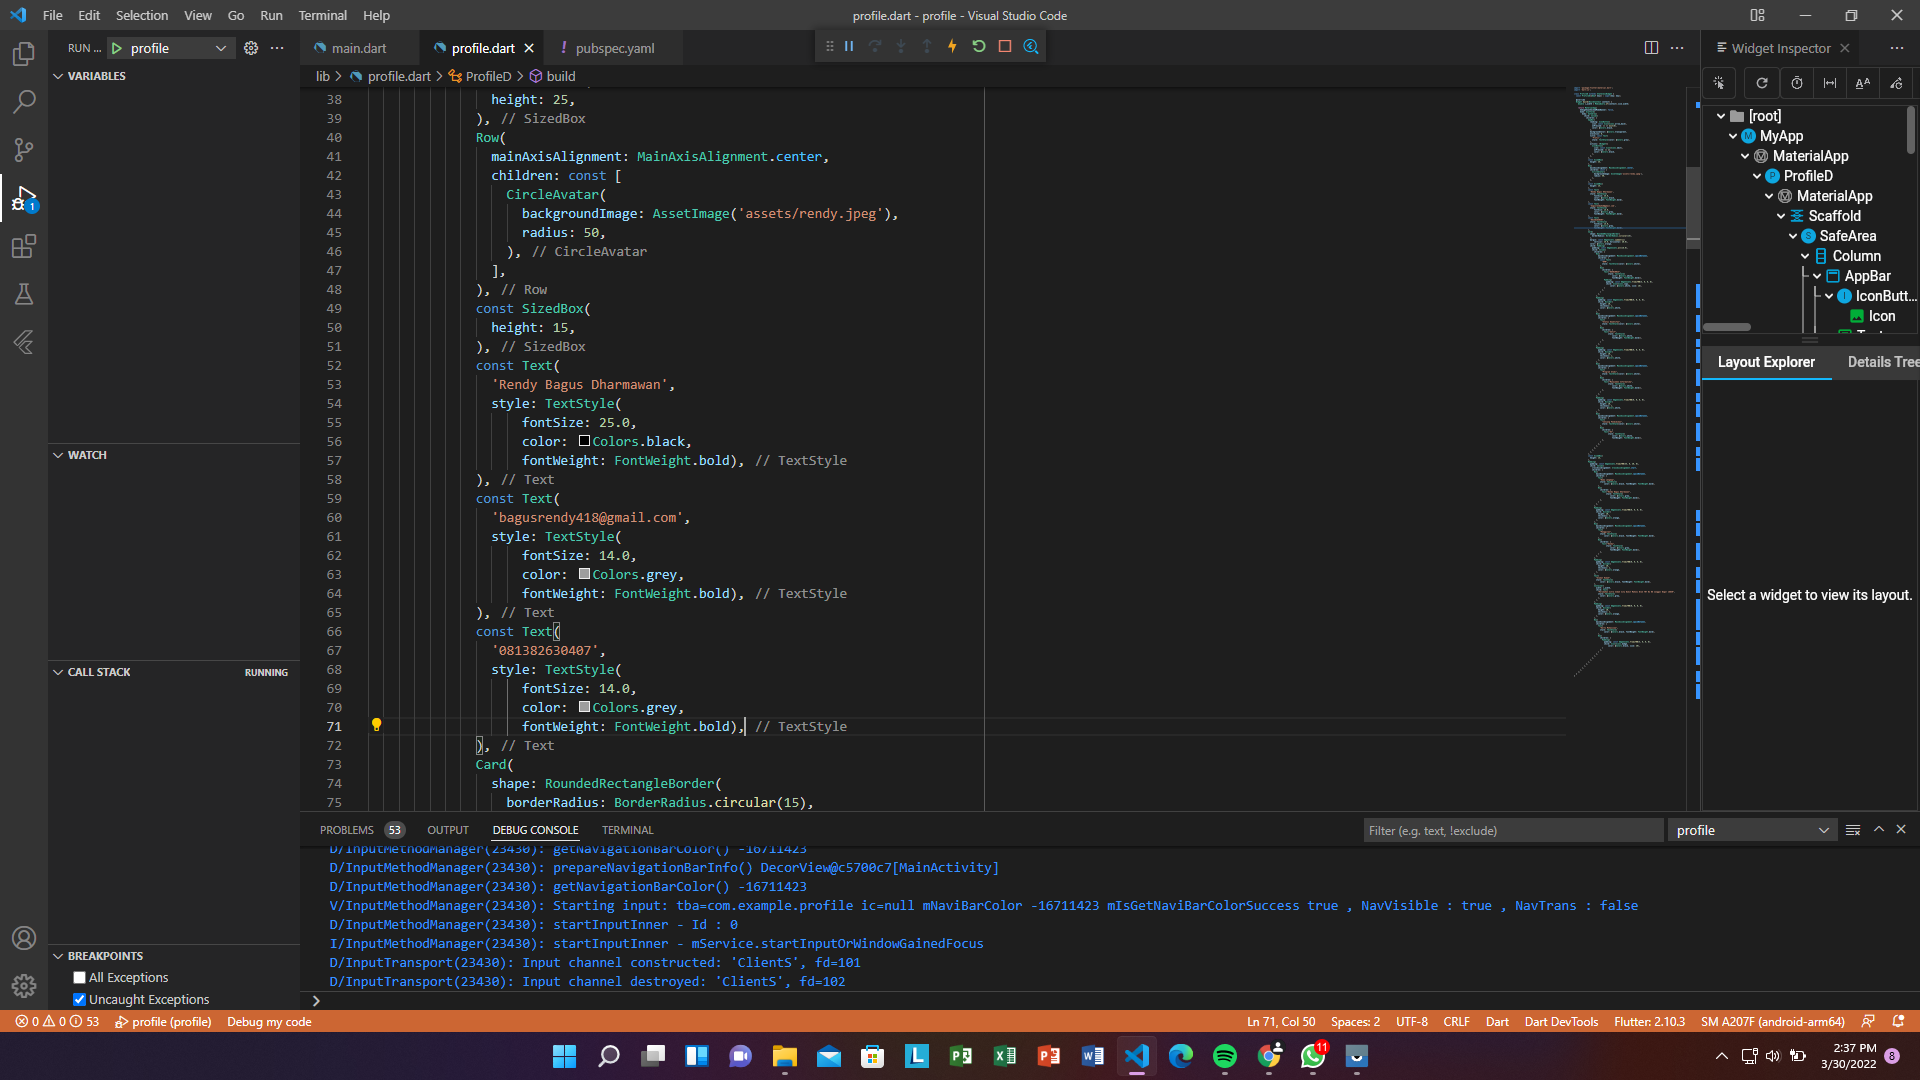 File Edit Selection View Go Run Terminal Help
profile.dart - profile - Visual Studio Code
RUN ... profile
main.dart
profile.dart
! pubspec.yaml
Widget Inspector
lib > profile.dart > ProfileD > build
VARIABLES
WATCH
CALL STACK RUNNING
BREAKPOINTS
All Exceptions
Uncaught Exceptions
1
38 height: 25,
39 ), // SizedBox
40 Row(
41 mainAxisAlignment: MainAxisAlignment.center,
42 children: const [
43 CircleAvatar(
44 backgroundImage: AssetImage('assets/rendy.jpeg'),
45 radius: 50,
46 ), // CircleAvatar
47 ],
48 ), // Row
49 const SizedBox(
50 height: 15,
51 ), // SizedBox
52 const Text(
53 'Rendy Bagus Dharmawan',
54 style: TextStyle(
55 fontSize: 25.0,
56 color: Colors.black,
57 fontWeight: FontWeight.bold), // TextStyle
58 ), // Text
59 const Text(
60 'bagusrendy418@gmail.com',
61 style: TextStyle(
62 fontSize: 14.0,
63 color: Colors.grey,
64 fontWeight: FontWeight.bold), // TextStyle
65 ), // Text
66 const Text(
67 '081382630407',
68 style: TextStyle(
69 fontSize: 14.0,
70 color: Colors.grey,
71 fontWeight: FontWeight.bold), // TextStyle
72 ), // Text
73 Card(
74 shape: RoundedRectangleBorder(
75 borderRadius: BorderRadius.circular(15),
[root]
MyApp
MaterialApp
ProfileD
MaterialApp
Scaffold
SafeArea
Column
AppBar
IconButt...
Icon
Layout Explorer Details Tree
Select a widget to view its layout.
PROBLEMS 53 OUTPUT DEBUG CONSOLE TERMINAL
Filter (e.g. text, !exclude)
profile
D/InputMethodManager(23430): getNavigationBarColor() -16711423
D/InputMethodManager(23430): prepareNavigationBarInfo() DecorView@c5700c7[MainActivity]
D/InputMethodManager(23430): getNavigationBarColor() -16711423
V/InputMethodManager(23430): Starting input: tba=com.example.profile ic=null mNaviBarColor -16711423 mIsGetNaviBarColorSuccess true , NavVisible : true , NavTrans : false
D/InputMethodManager(23430): startInputInner - Id : 0
I/InputMethodManager(23430): startInputInner - mService.startInputOrWindowGainedFocus
D/InputTransport(23430): Input channel constructed: 'ClientS', fd=101
D/InputTransport(23430): Input channel destroyed: 'ClientS', fd=102
0 0 53 profile (profile) Debug my code
Ln 71, Col 50 Spaces: 2 UTF-8 CRLF Dart Dart DevTools Flutter: 2.10.3 SM A207F (android-arm64)
11
2:37 PM
3/30/2022
8